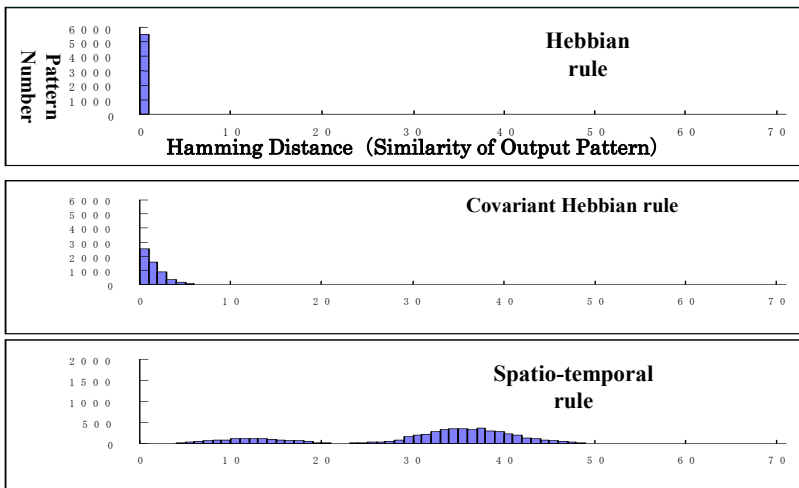 Pattern
Number
6000
5000
4000
3000
2000
1000
0
Hebbian
rule
0 10 20 30 40 50 60 70
Hamming Distance (Similarity of Output Pattern)
6000
5000
4000
3000
2000
1000
0
Covariant Hebbian rule
0 10 20 30 40 50 60 70
2000
1500
1000
500
0
Spatio-temporal
rule
0 10 20 30 40 50 60 70